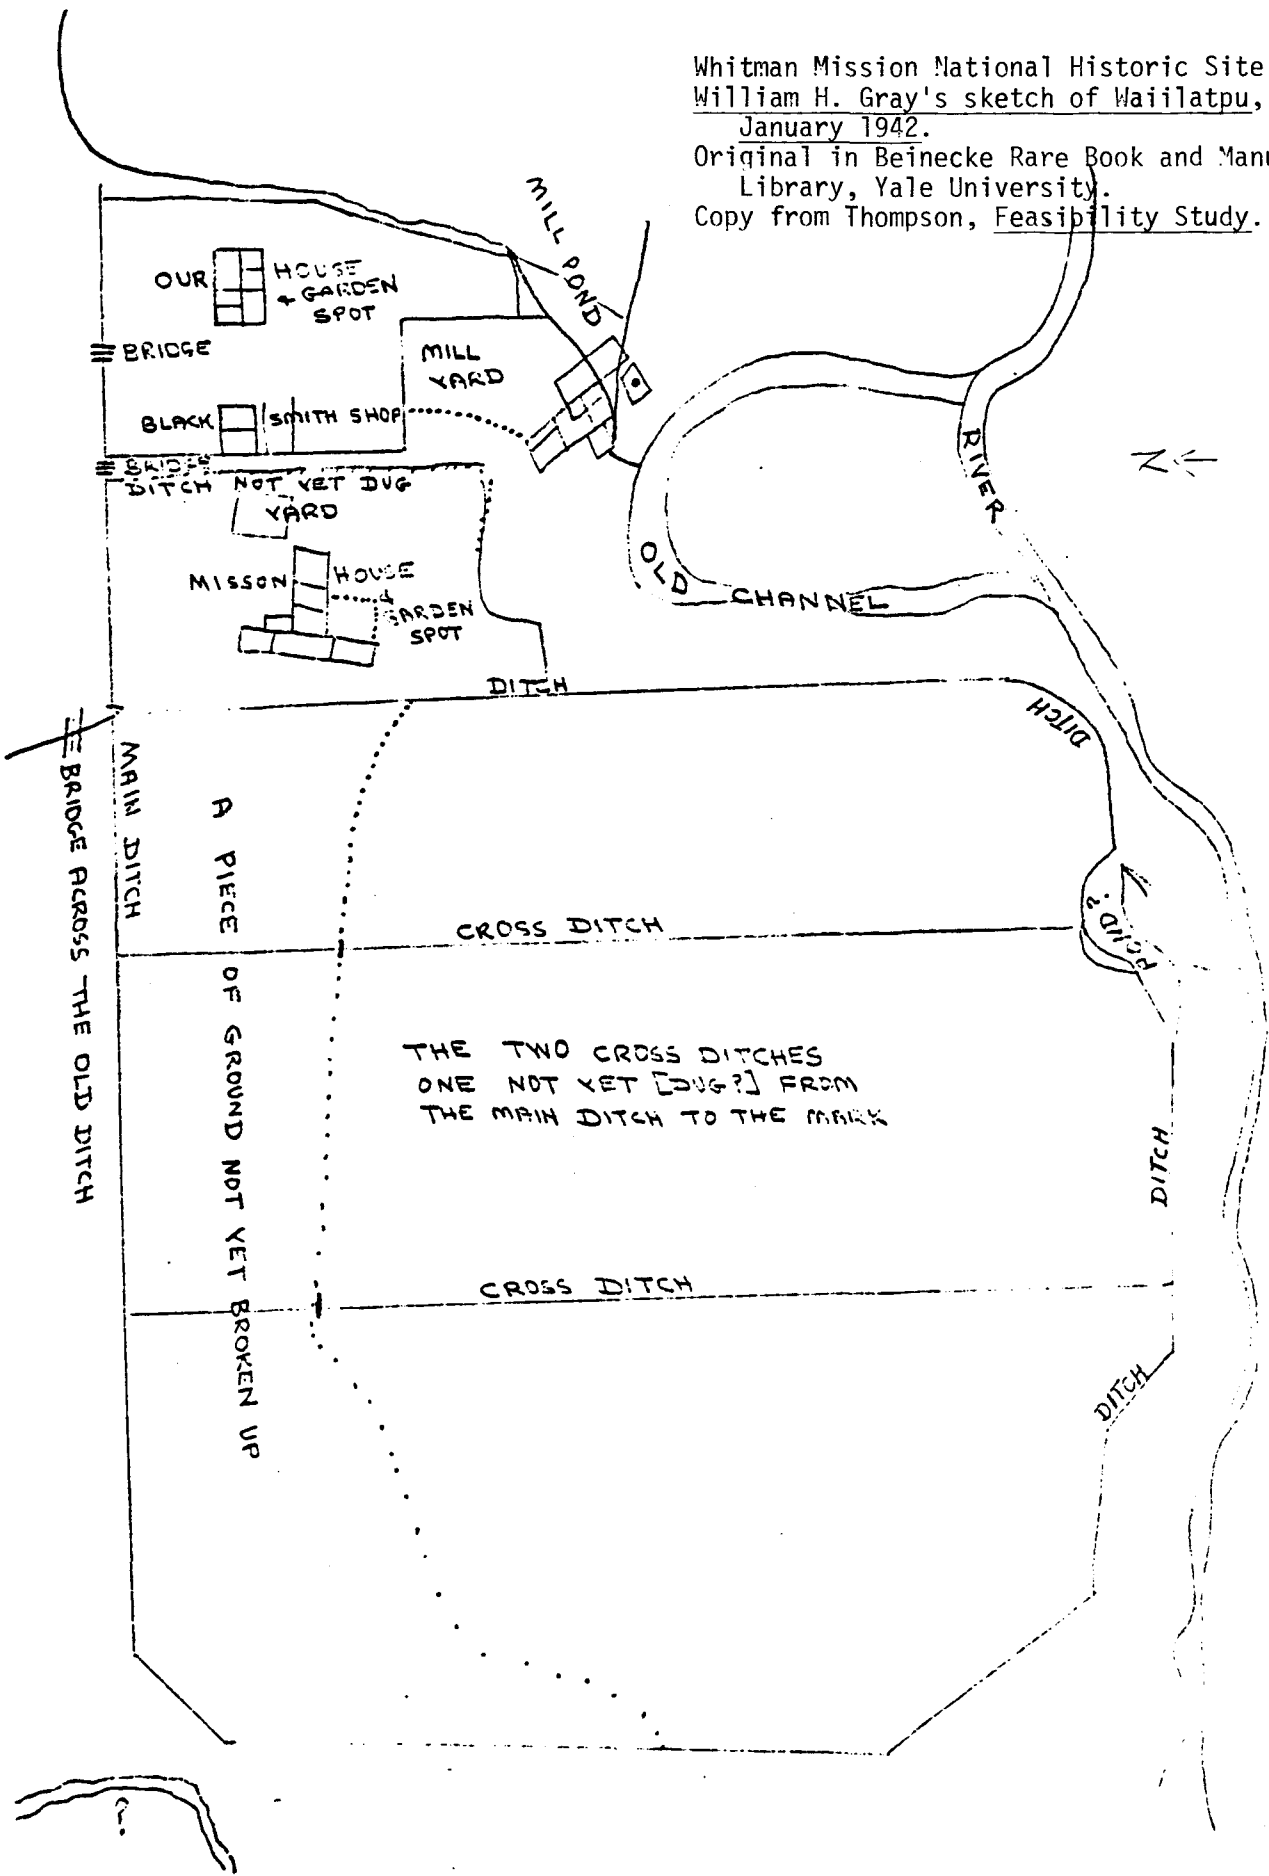 Whitman Mission National Historic Site
William H. Gray's sketch of Waiilatpu,
January 1942.
Original in Beinecke Rare Book and Manu
Library, Yale University.
Copy from Thompson, Feasibility Study.
MILL POND
OUR HOUSE
+ GARDEN
SPOT
BRIDGE
MILL
YARD
BLACK SMITH SHOP
BRIDGE
DITCH NOT YET DUG
YARD
RIVER
N
OLD CHANNEL
MISSON HOUSE
&
GARDEN
SPOT
DITCH
DITCH
MAIN DITCH
BRIDGE ACROSS THE OLD DITCH
A PIECE OF GROUND NOT YET BROKEN UP
POND?
CROSS DITCH
THE TWO CROSS DITCHES
ONE NOT YET [DUG?] FROM
THE MAIN DITCH TO THE MARK
DITCH
CROSS DITCH
DITCH
?